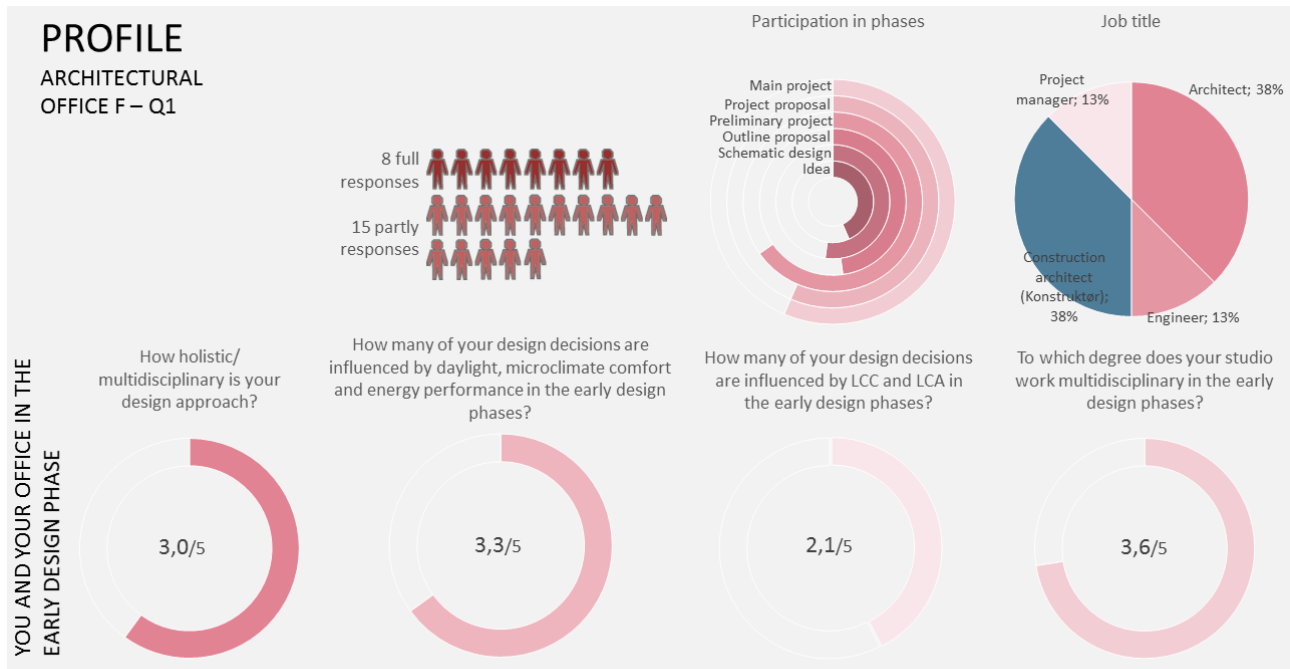 PROFILE
ARCHITECTURAL
OFFICE F – Q1
8 full
responses
15 partly
responses
Participation in phases
Main project
Project proposal
Preliminary project
Outline proposal
Schematic design
Idea
Job title
Project
manager; 13%
Architect; 38%
Construction
architect
(Konstruktør);
38%
Engineer; 13%
YOU AND YOUR OFFICE IN THE
EARLY DESIGN PHASE
How holistic/
multidisciplinary is your
design approach?
3,0/5
How many of your design decisions are
influenced by daylight, microclimate comfort
and energy performance in the early design
phases?
3,3/5
How many of your design decisions
are influenced by LCC and LCA in
the early design phases?
2,1/5
To which degree does your studio
work multidisciplinary in the early
design phases?
3,6/5